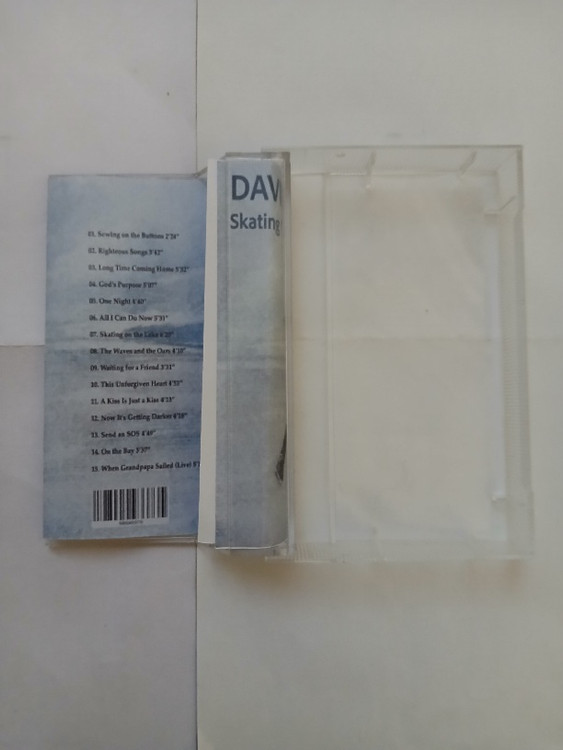 01. Sewing on the Buttons 2'24"
02. Righteous Songs 3'42"
03. Long Time Coming Home 3'32"
04. God's Purpose 3'07"
05. One Night 4'40"
06. All I Can Do Now 3'31"
07. Skating on the Lake 4'20"
08. The Waves and the Oars 4'10"
09. Waiting for a Friend 3'31"
10. This Unforgiven Heart 4'51"
11. A Kiss Is Just a Kiss 4'13"
12. Now It's Getting Darker 4'18"
13. Send an SOS 4'49"
14. On the Bay 3'37"
15. When Grandpapa Sailed (Live)
DAV
Skating